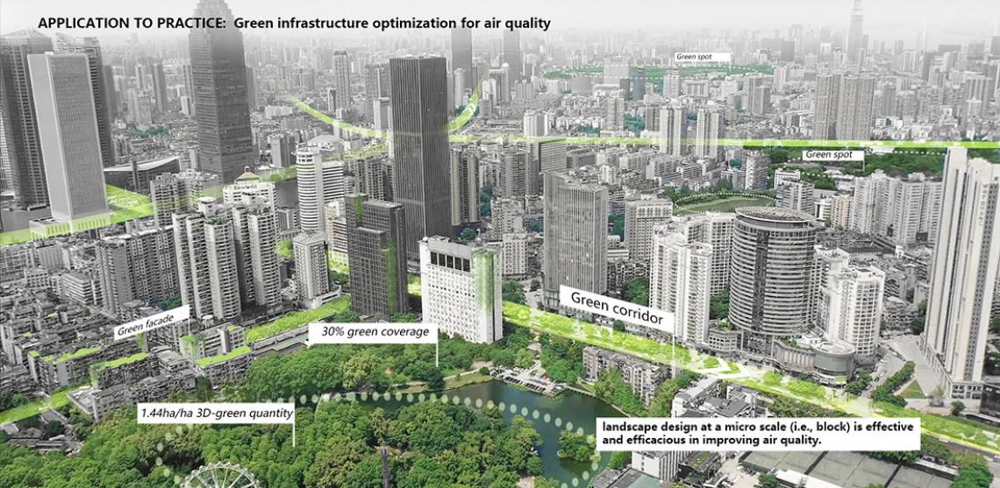 APPLICATION TO PRACTICE: Green infrastructure optimization for air quality
Green spot
Green spot
Green corridor
Green facade
30% green coverage
1.44ha/ha 3D-green quantity
landscape design at a micro scale (i.e., block) is effective
and efficacious in improving air quality.